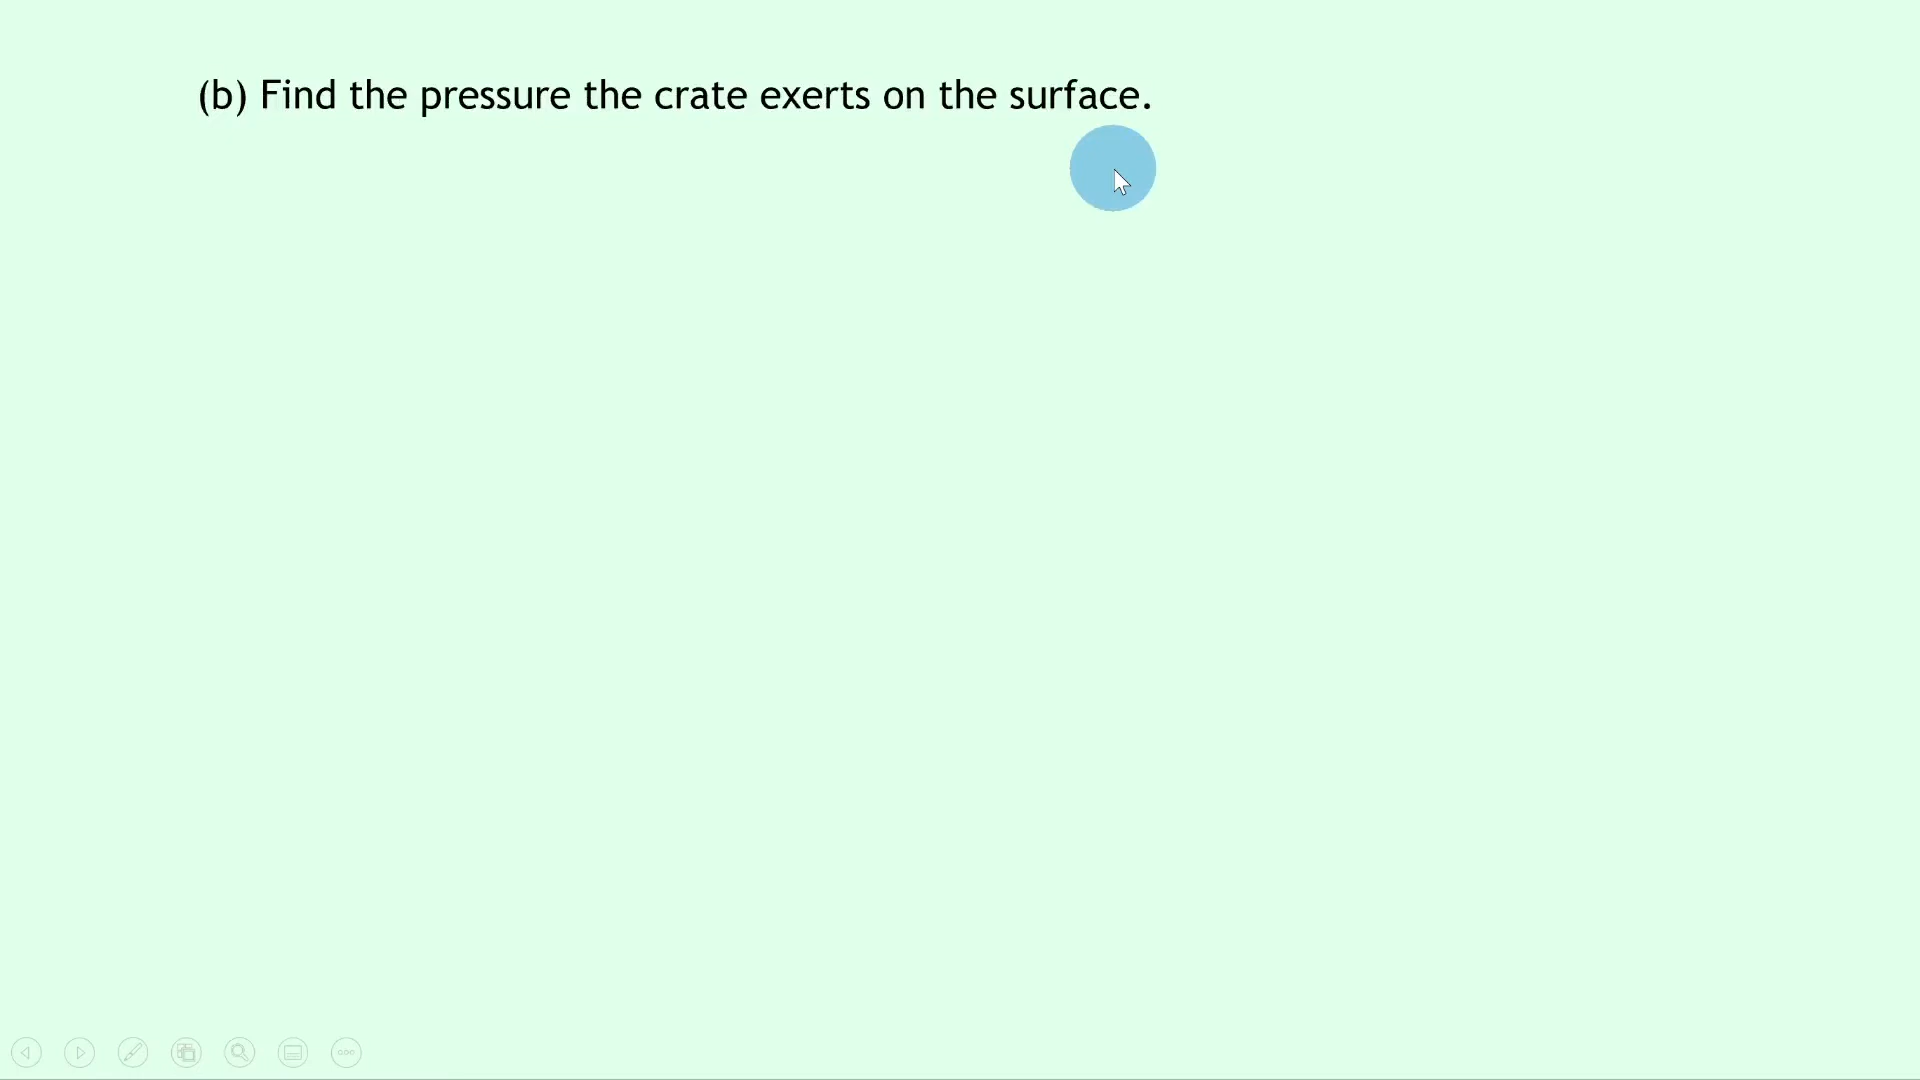 (b) Find the pressure the crate exerts on the surface.